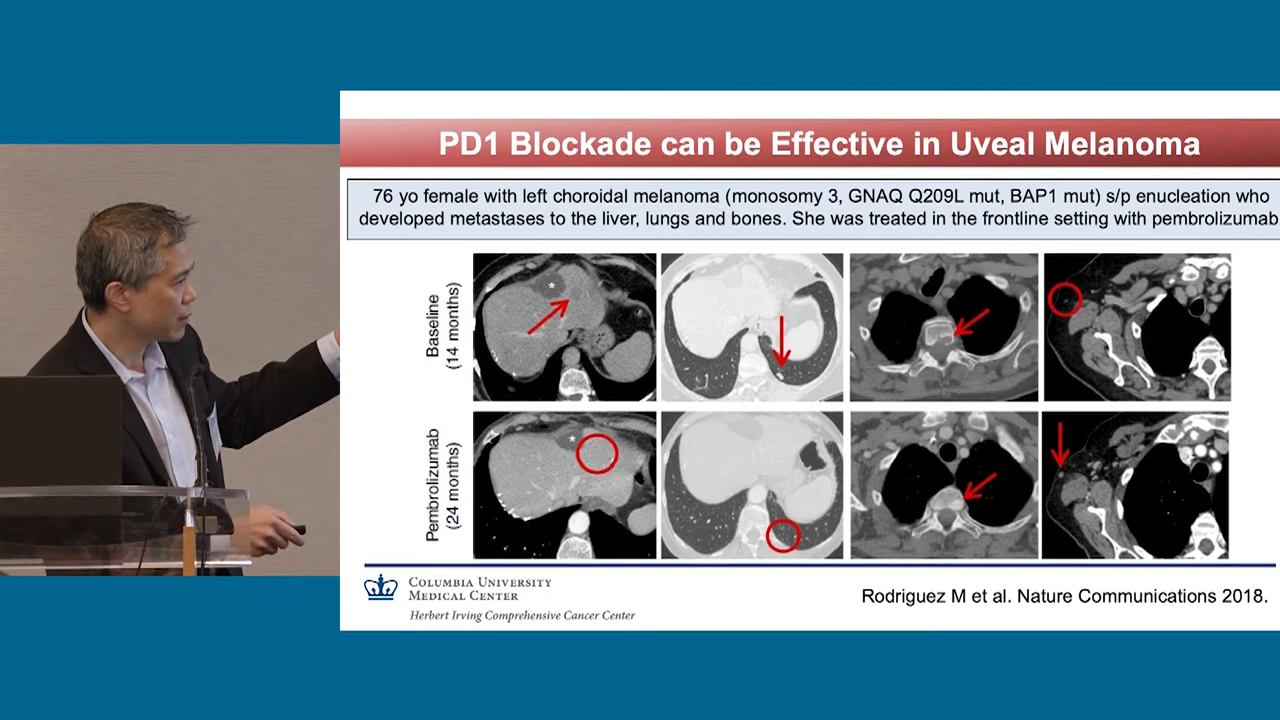 PD1 Blockade can be Effective in Uveal Melanoma
76 yo female with left choroidal melanoma (monosomy 3, GNAQ Q209L mut, BAP1 mut) s/p enucleation who
developed metastases to the liver, lungs and bones. She was treated in the frontline setting with pembrolizumab
Baseline
(14 months)
*
Pembrolizumab
(24 months)
*
COLUMBIA UNIVERSITY
MEDICAL CENTER
Herbert Irving Comprehensive Cancer Center
Rodriguez M et al. Nature Communications 2018.